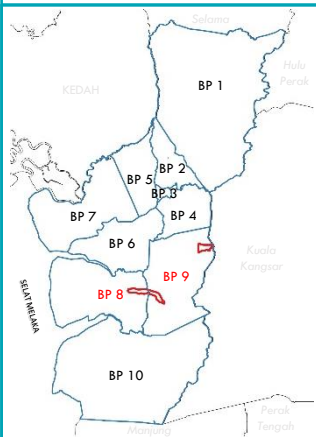 Selama
Hulu
Perak
KEDAH
BP 1
BP 2
BP 5
BP 3
BP 7
BP 4
BP 6
Kuala
Kangsar
BP 9
SELAT MELAKA
BP 8
BP 10
Perak
Tengah
Manjung